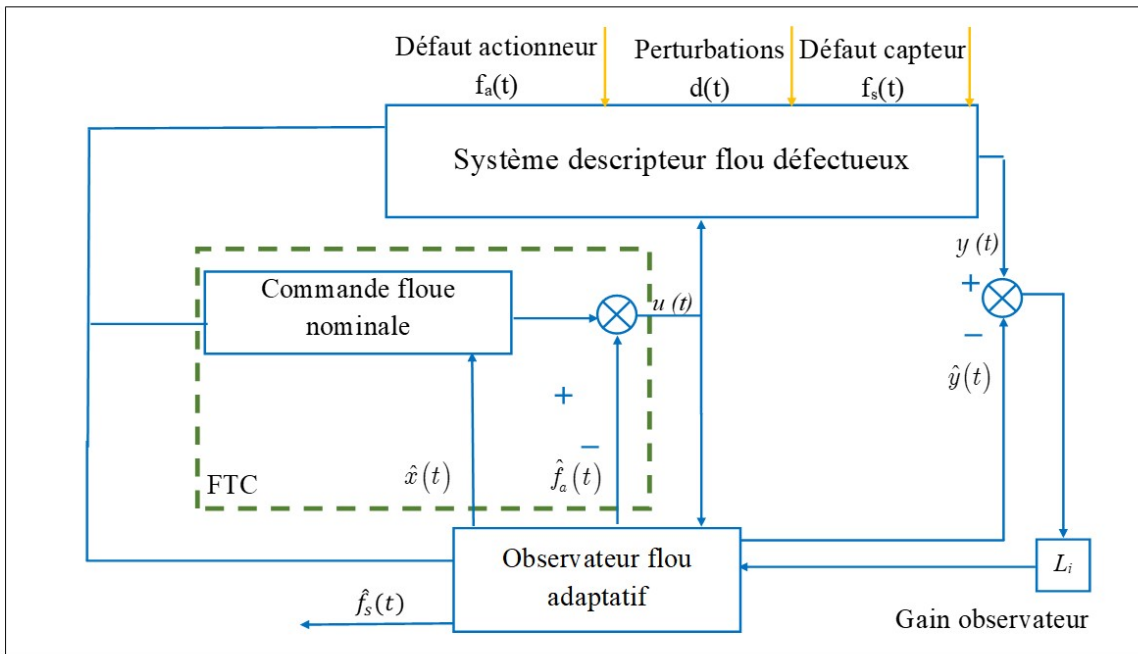 Défaut actionneur
fₐ(t)
Perturbations
d(t)
Défaut capteur
fₛ(t)
Système descripteur flou défectueux
y (t)
+
−
ŷ(t)
Commande floue
nominale
u (t)
+
−
x̂(t)
f̂ₐ(t)
FTC
Observateur flou
adaptatif
f̂ₛ(t)
Lᵢ
Gain observateur